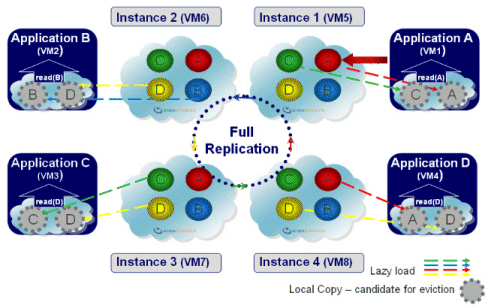 Instance 2 (VM6)
Instance 1 (VM5)
Application B
(VM2)
read(B)
B
D
C
A
D
B
C
A
D
B
Application A
(VM1)
read(A)
C
A
Full
Replication
Application C
(VM3)
read(D)
C
D
C
A
D
B
C
A
D
B
Application D
(VM4)
read(D)
A
D
Instance 3 (VM7)
Instance 4 (VM8)
Lazy load
Local Copy – candidate for eviction